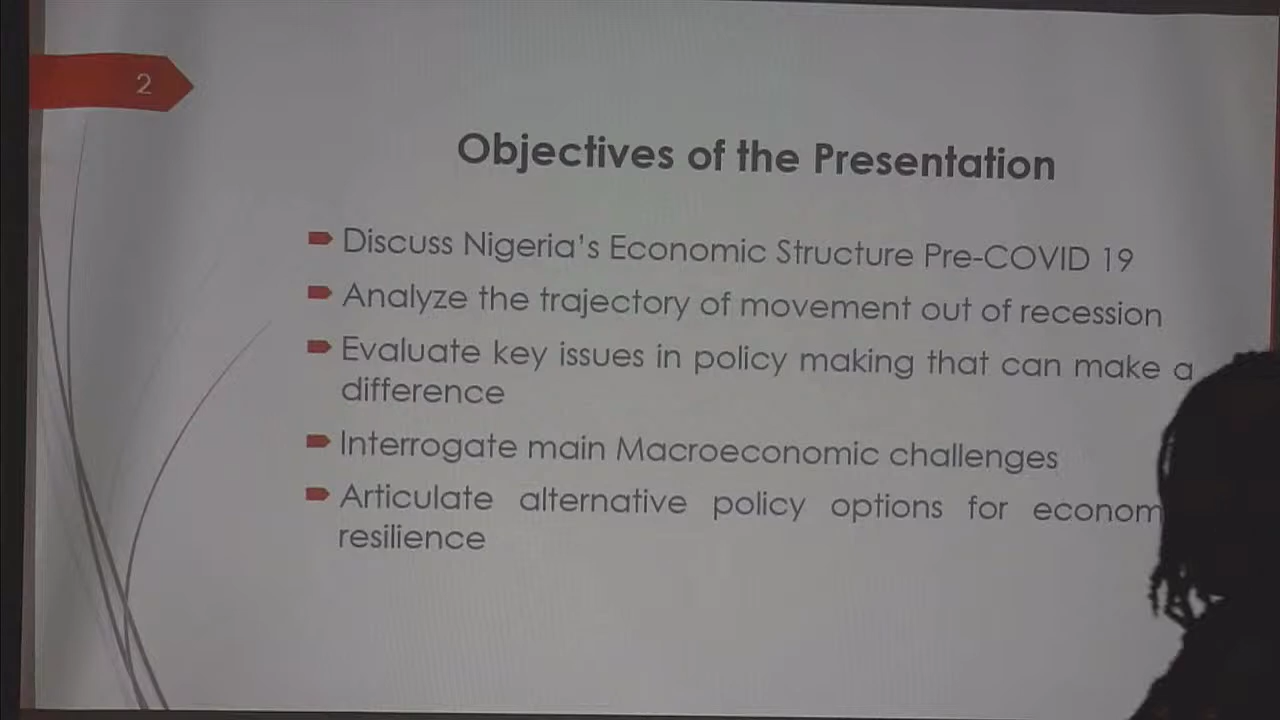 2
Objectives of the Presentation
Discuss Nigeria's Economic Structure Pre-COVID 19
Analyze the trajectory of movement out of recession
Evaluate key issues in policy making that can make a
difference
Interrogate main Macroeconomic challenges
Articulate alternative policy options for econom
resilience